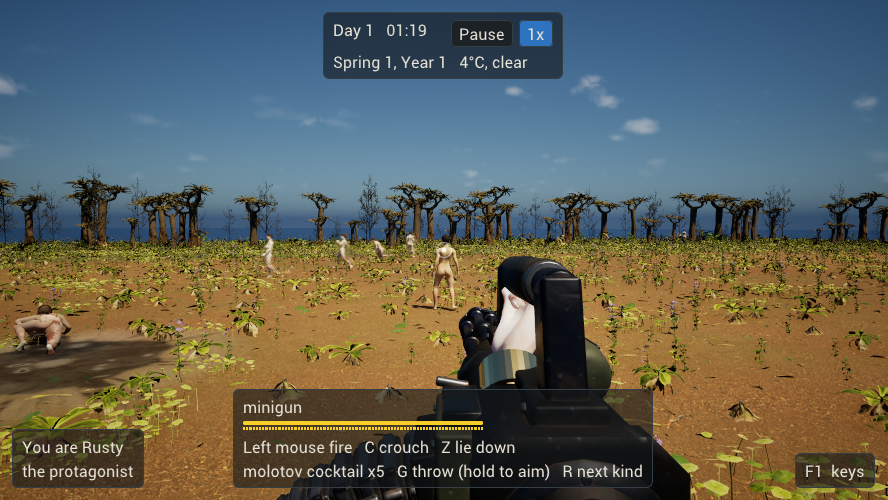 Day 1 01:19 Pause 1x
Spring 1, Year 1 4°C, clear
minigun
Left mouse fire C crouch Z lie down
molotov cocktail x5 G throw (hold to aim) R next kind
You are Rusty
the protagonist
F1 keys